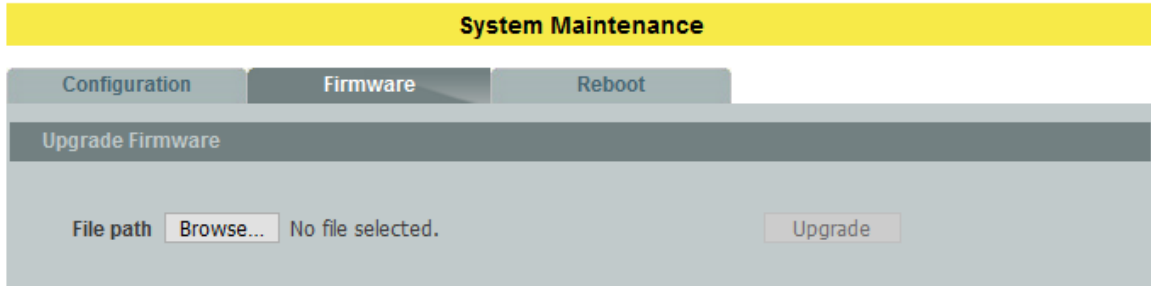 System Maintenance
Configuration Firmware Reboot
Upgrade Firmware
File path Browse... No file selected. Upgrade